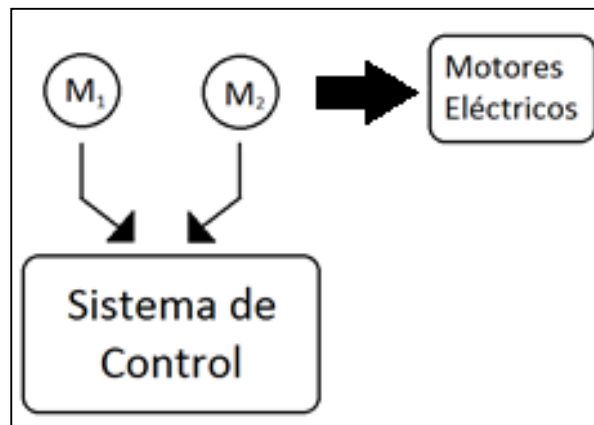 M₁
M₂
Motores
Eléctricos
Sistema de
Control